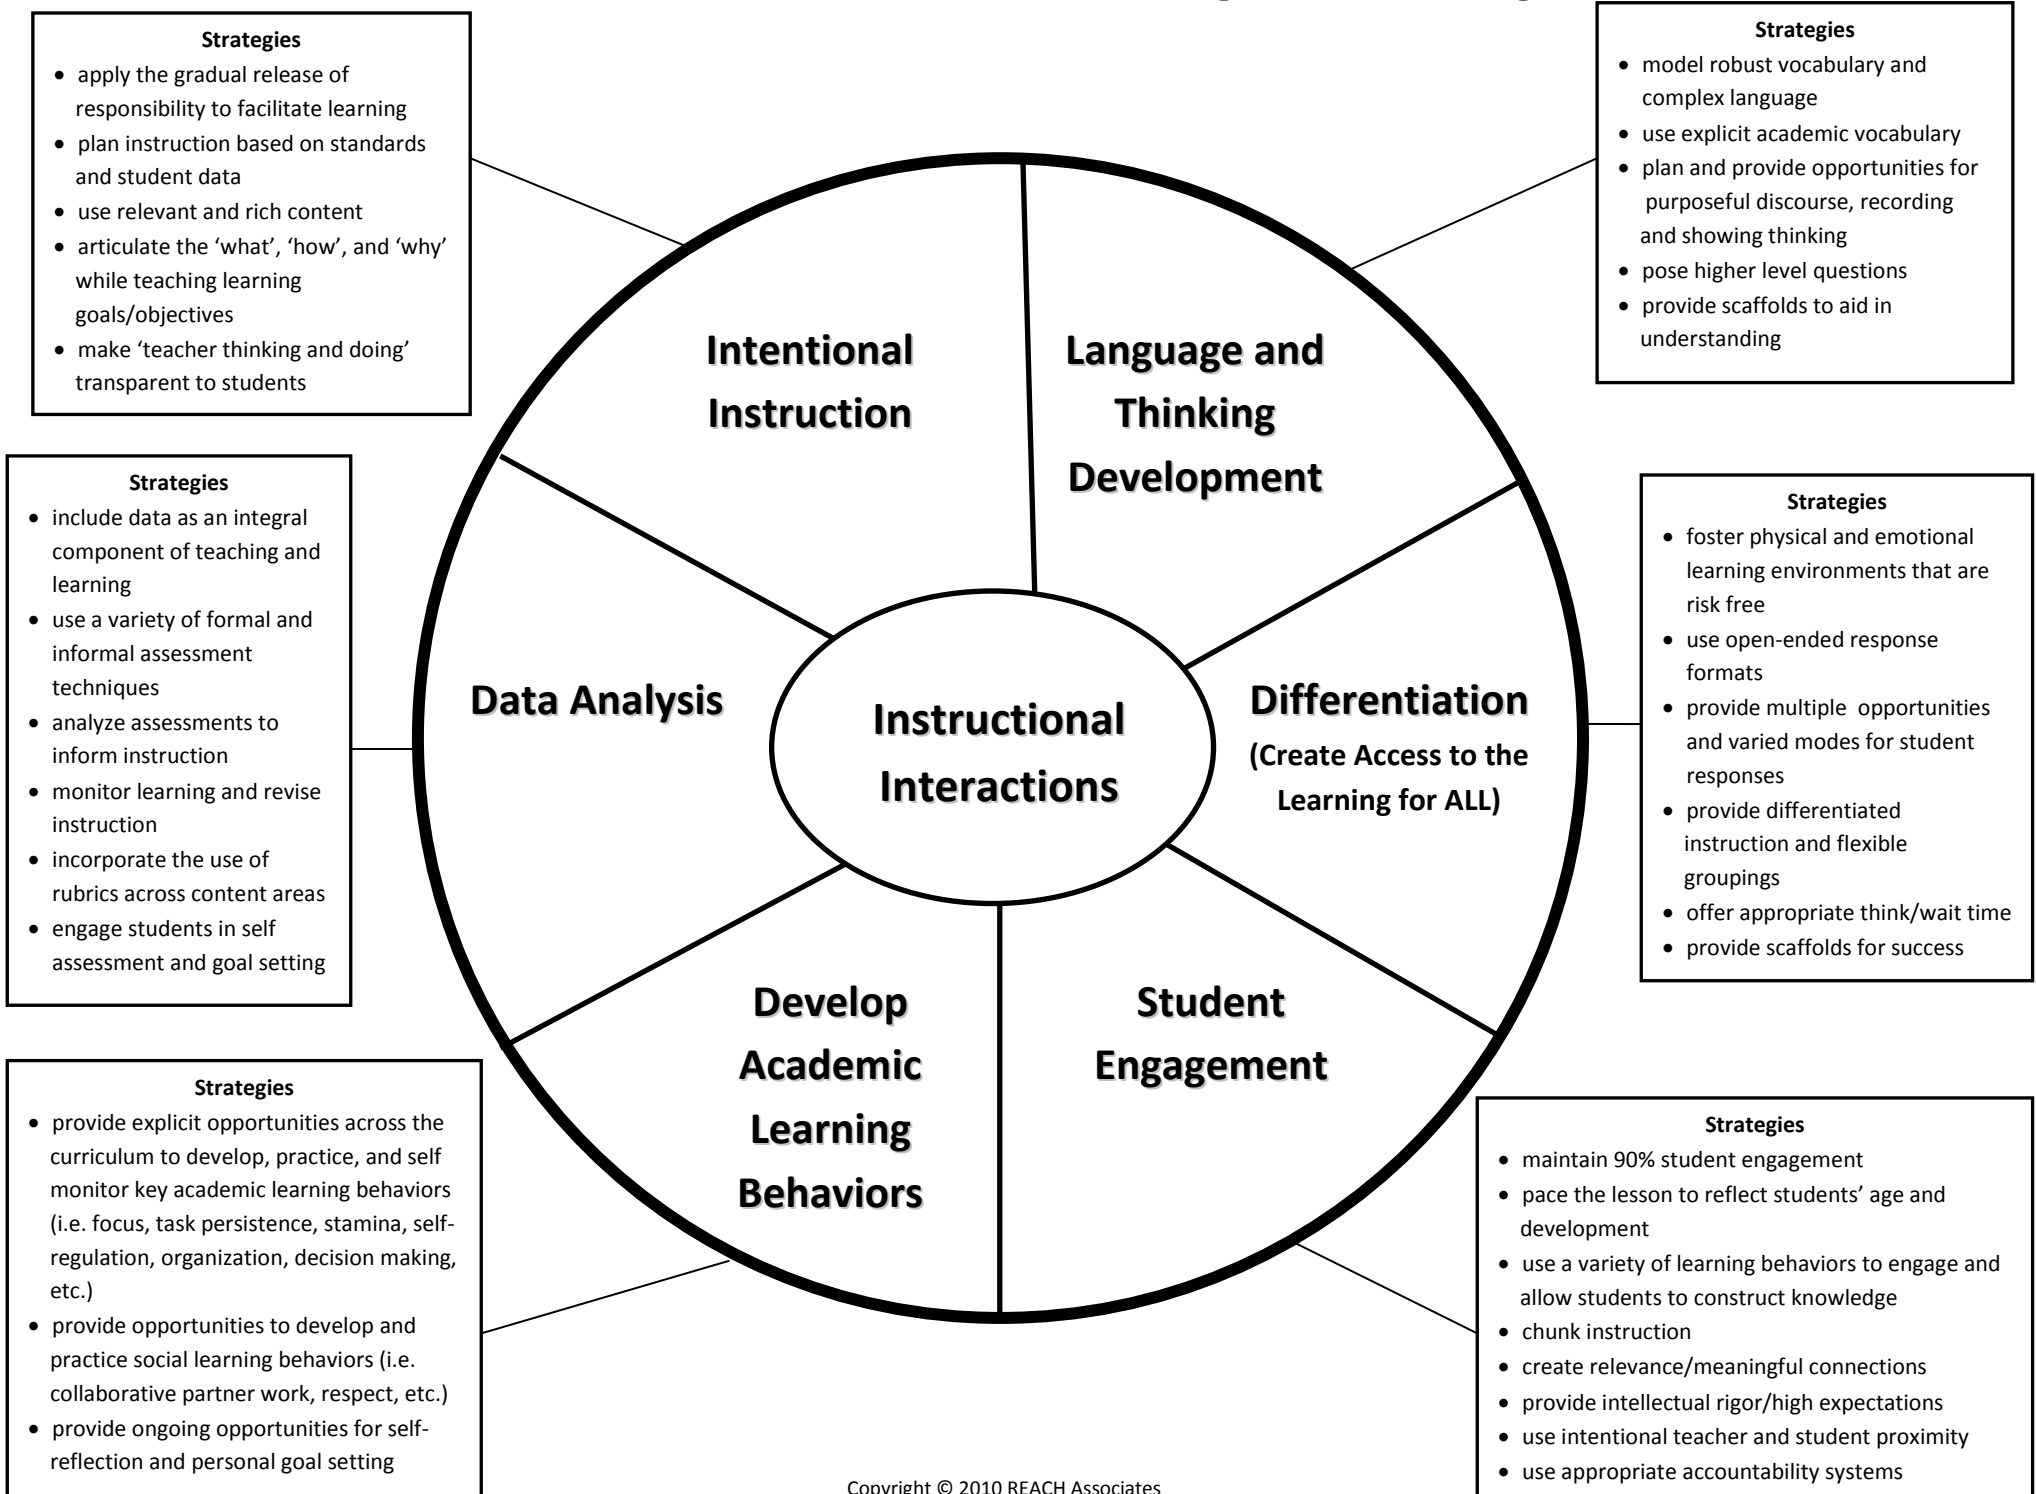 Strategies
• apply the gradual release of
responsibility to facilitate learning
• plan instruction based on standards
and student data
• use relevant and rich content
• articulate the ‘what’, ‘how’, and ‘why’
while teaching learning
goals/objectives
• make ‘teacher thinking and doing’
transparent to students
Strategies
• model robust vocabulary and
complex language
• use explicit academic vocabulary
• plan and provide opportunities for
purposeful discourse, recording
and showing thinking
• pose higher level questions
• provide scaffolds to aid in
understanding
Intentional
Instruction
Language and
Thinking
Development
Strategies
• include data as an integral
component of teaching and
learning
• use a variety of formal and
informal assessment
techniques
• analyze assessments to
inform instruction
• monitor learning and revise
instruction
• incorporate the use of
rubrics across content areas
• engage students in self
assessment and goal setting
Data Analysis
Instructional
Interactions
Differentiation
(Create Access to the
Learning for ALL)
Strategies
• foster physical and emotional
learning environments that are
risk free
• use open-ended response
formats
• provide multiple opportunities
and varied modes for student
responses
• provide differentiated
instruction and flexible
groupings
• offer appropriate think/wait time
• provide scaffolds for success
Develop
Academic
Learning
Behaviors
Student
Engagement
Strategies
• provide explicit opportunities across the
curriculum to develop, practice, and self
monitor key academic learning behaviors
(i.e. focus, task persistence, stamina, self-
regulation, organization, decision making,
etc.)
• provide opportunities to develop and
practice social learning behaviors (i.e.
collaborative partner work, respect, etc.)
• provide ongoing opportunities for self-
reflection and personal goal setting
Strategies
• maintain 90% student engagement
• pace the lesson to reflect students’ age and
development
• use a variety of learning behaviors to engage and
allow students to construct knowledge
• chunk instruction
• create relevance/meaningful connections
• provide intellectual rigor/high expectations
• use intentional teacher and student proximity
• use appropriate accountability systems
Copyright © 2010 REACH Associates